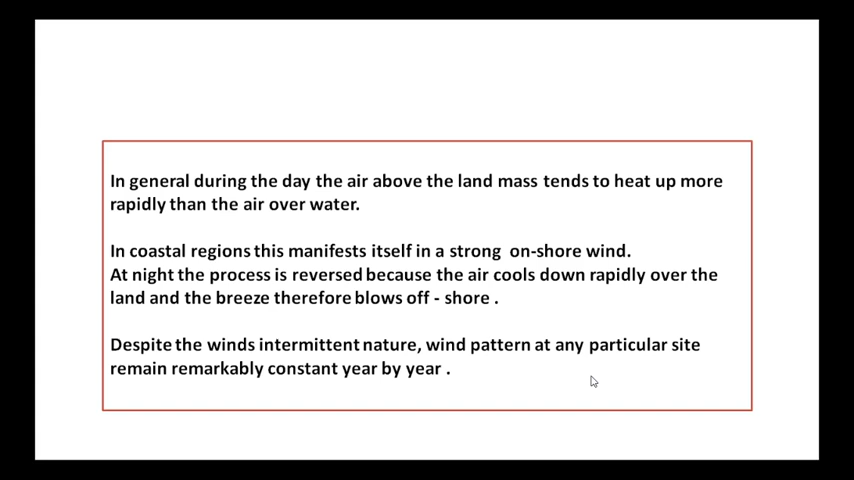 In general during the day the air above the land mass tends to heat up more
rapidly than the air over water.
In coastal regions this manifests itself in a strong on-shore wind.
At night the process is reversed because the air cools down rapidly over the
land and the breeze therefore blows off - shore .
Despite the winds intermittent nature, wind pattern at any particular site
remain remarkably constant year by year .